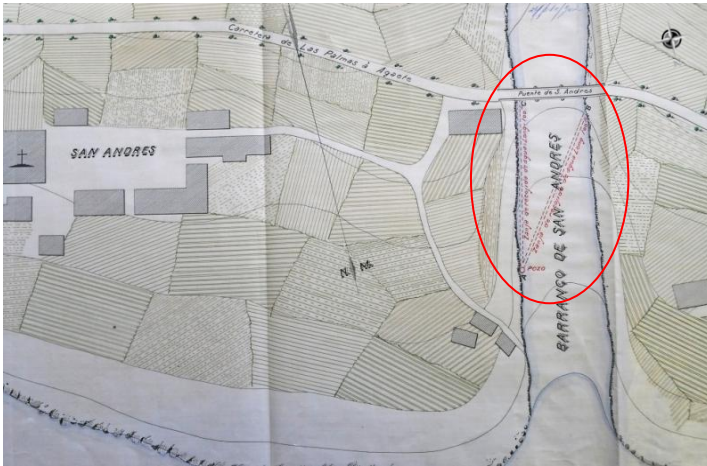 Carretera de Las Palmas á Agaete
Puente de S. Andres
SAN ANDRES
BARRANCO DE SAN ANDRES
POZO
A
B
C
N. M.